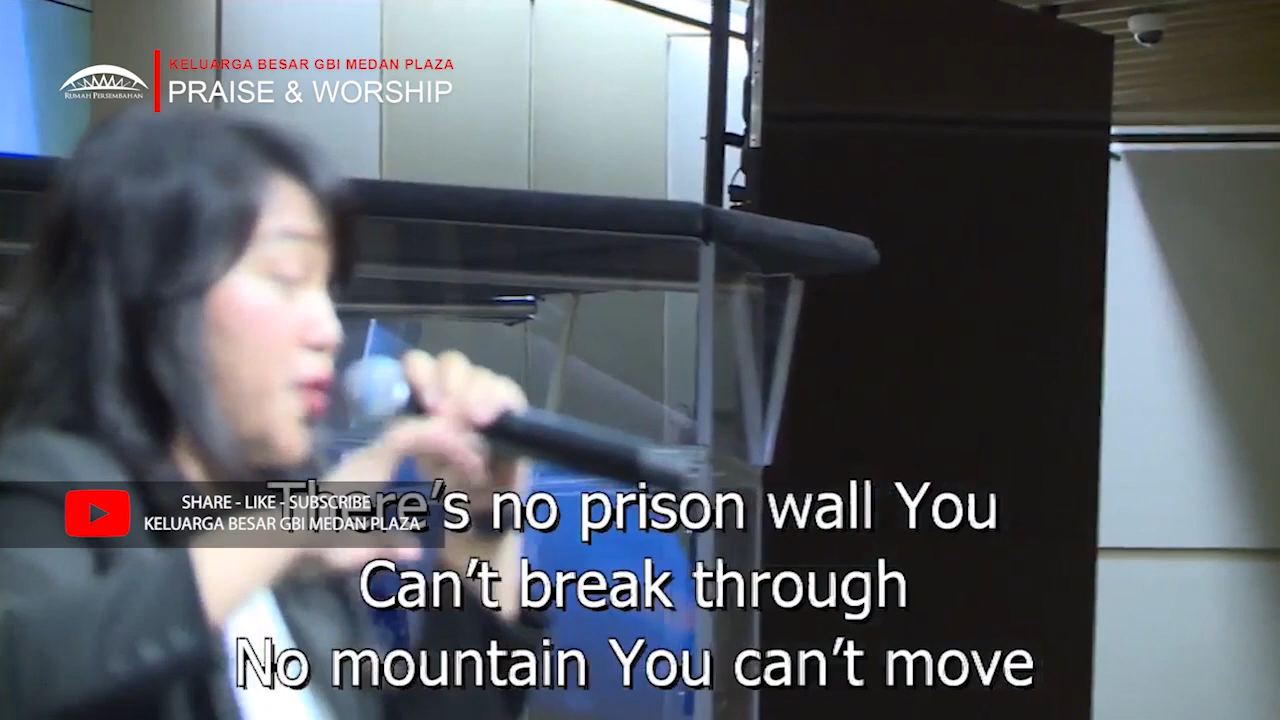 KELUARGA BESAR GBI MEDAN PLAZA
PRAISE & WORSHIP
RUMAH PERSEMBAHAN
SHARE - LIKE - SUBSCRIBE
KELUARGA BESAR GBI MEDAN PLAZA
There's no prison wall You
Can't break through
No mountain You can't move